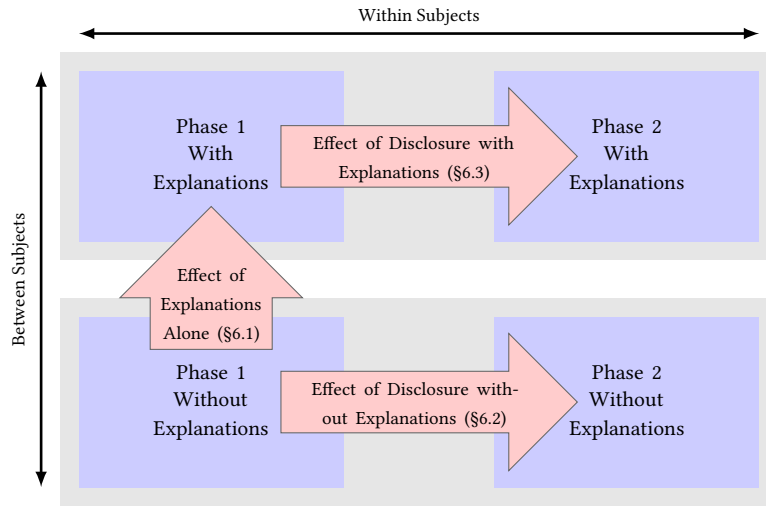 Within Subjects
Between Subjects
Phase 1
With
Explanations
Effect of Disclosure with
Explanations (§6.3)
Phase 2
With
Explanations
Effect of
Explanations
Alone (§6.1)
Phase 1
Without
Explanations
Effect of Disclosure with-
out Explanations (§6.2)
Phase 2
Without
Explanations